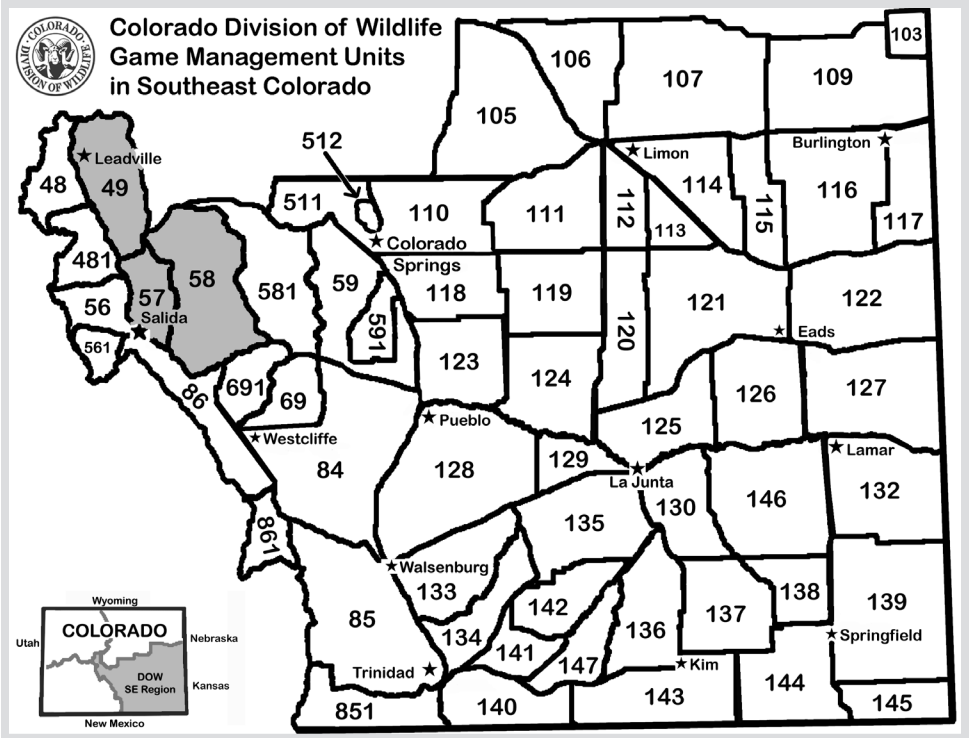 Colorado Division of Wildlife
Game Management Units
in Southeast Colorado
COLORADO
DIVISION OF WILDLIFE
103
106
107
109
105
512
Burlington
Leadville
Limon
48
49
114
116
511
110
111
112
115
117
113
Colorado
Springs
481
58
581
59
57
118
119
121
122
56
Salida
591
120
Eads
561
123
124
126
127
86
691
69
125
Pueblo
Westcliffe
Lamar
84
128
129
La Junta
132
130
146
861
135
Walsenburg
133
138
139
142
85
136
137
134
Springfield
141
147
Trinidad
Kim
143
144
145
851
140
Wyoming
COLORADO
Utah
Nebraska
DOW
SE Region
Kansas
New Mexico